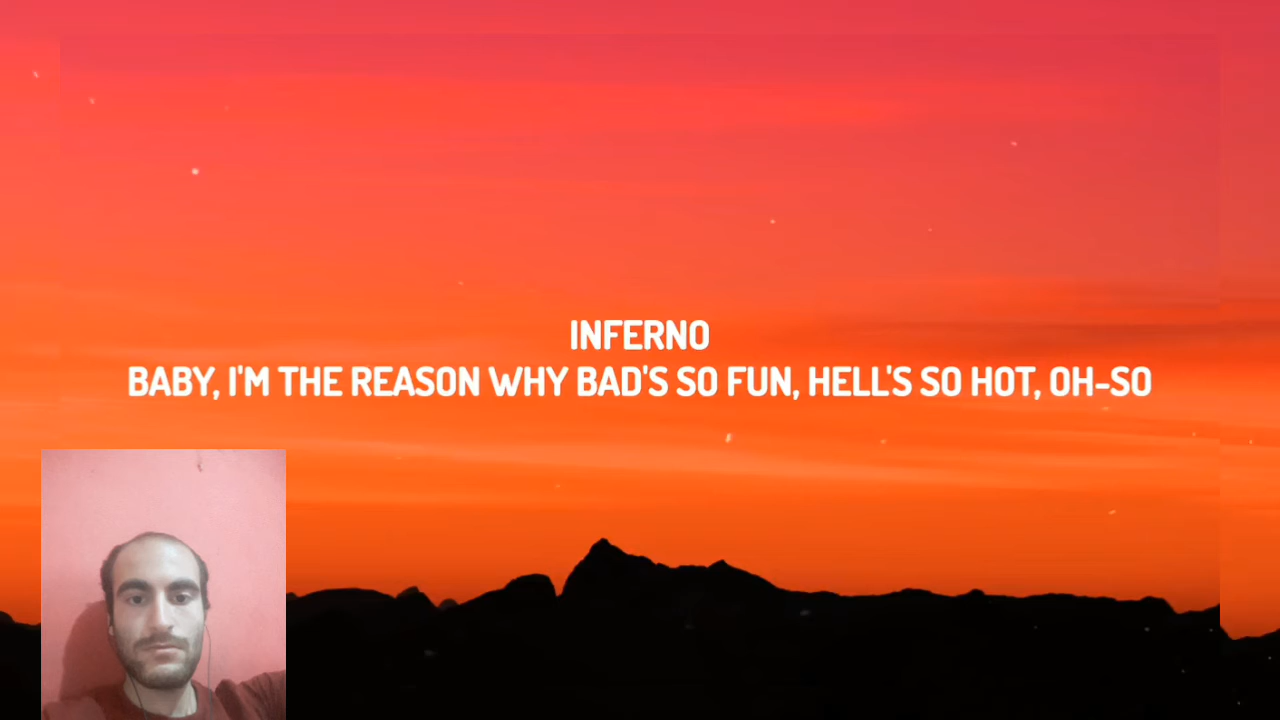 INFERNO
BABY, I'M THE REASON WHY BAD'S SO FUN, HELL'S SO HOT, OH-SO